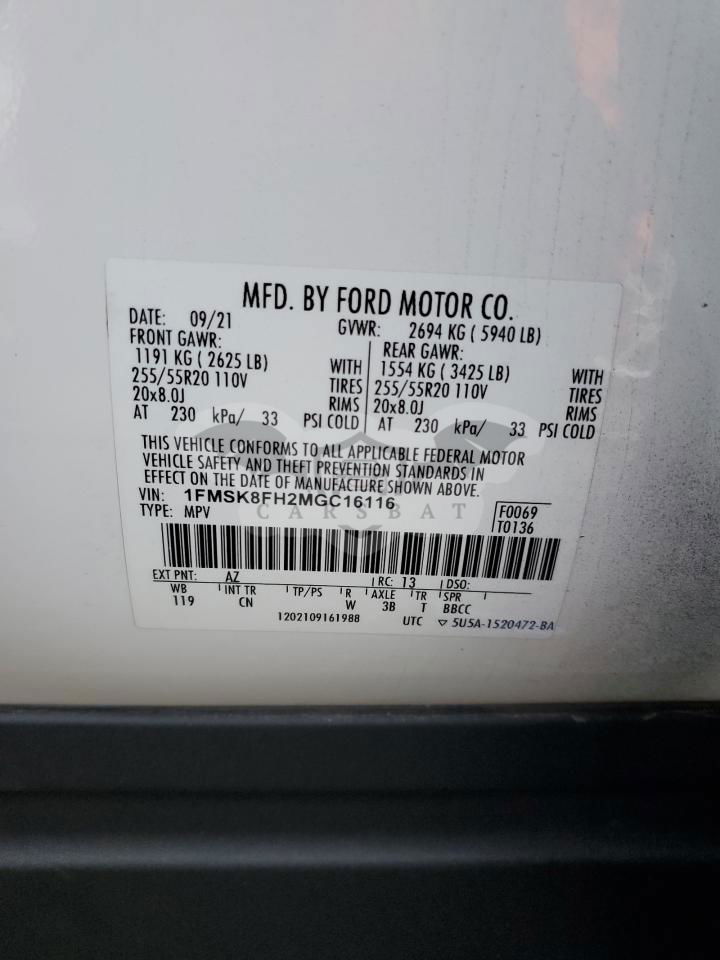 MFD. BY FORD MOTOR CO.
DATE: 09/21 GVWR: 2694 KG ( 5940 LB)
FRONT GAWR: REAR GAWR:
1191 KG ( 2625 LB) WITH 1554 KG ( 3425 LB) WITH
255/55R20 110V TIRES 255/55R20 110V TIRES
20x8.0J RIMS 20x8.0J RIMS
AT 230 kPa/ 33 PSI COLD AT 230 kPa/ 33 PSI COLD
THIS VEHICLE CONFORMS TO ALL APPLICABLE FEDERAL MOTOR
VEHICLE SAFETY AND THEFT PREVENTION STANDARDS IN
EFFECT ON THE DATE OF MANUFACTURE SHOWN ABOVE.
VIN: 1FMSK8FH2MGC16116 F0069
TYPE: MPV T0136
CARSBAT
EXT PNT: AZ RC: 13 DSO:
WB INT TR TP/PS R AXLE TR SPR
119 CN W 3B T BBCC
1202109161988 UTC ▽ 5U5A-1520472-BA